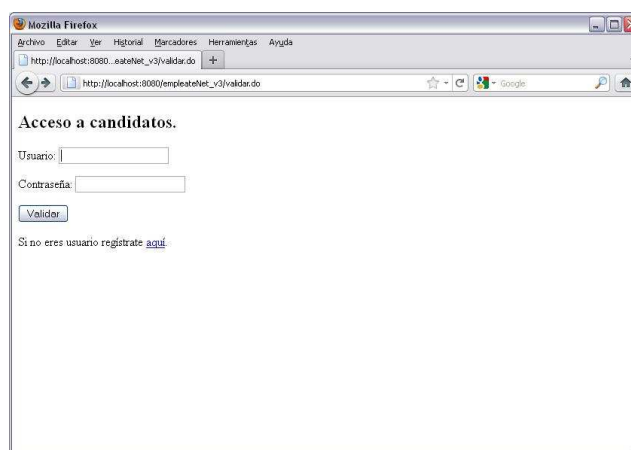 Mozilla Firefox
Archivo Editar Ver Historial Marcadores Herramientas Ayuda
http://localhost:8080...eateNet_v3/validar.do
http://localhost:8080/empleateNet_v3/validar.do Google
Acceso a candidatos.
Usuario:
Contraseña:
Validar
Si no eres usuario regístrate aquí.